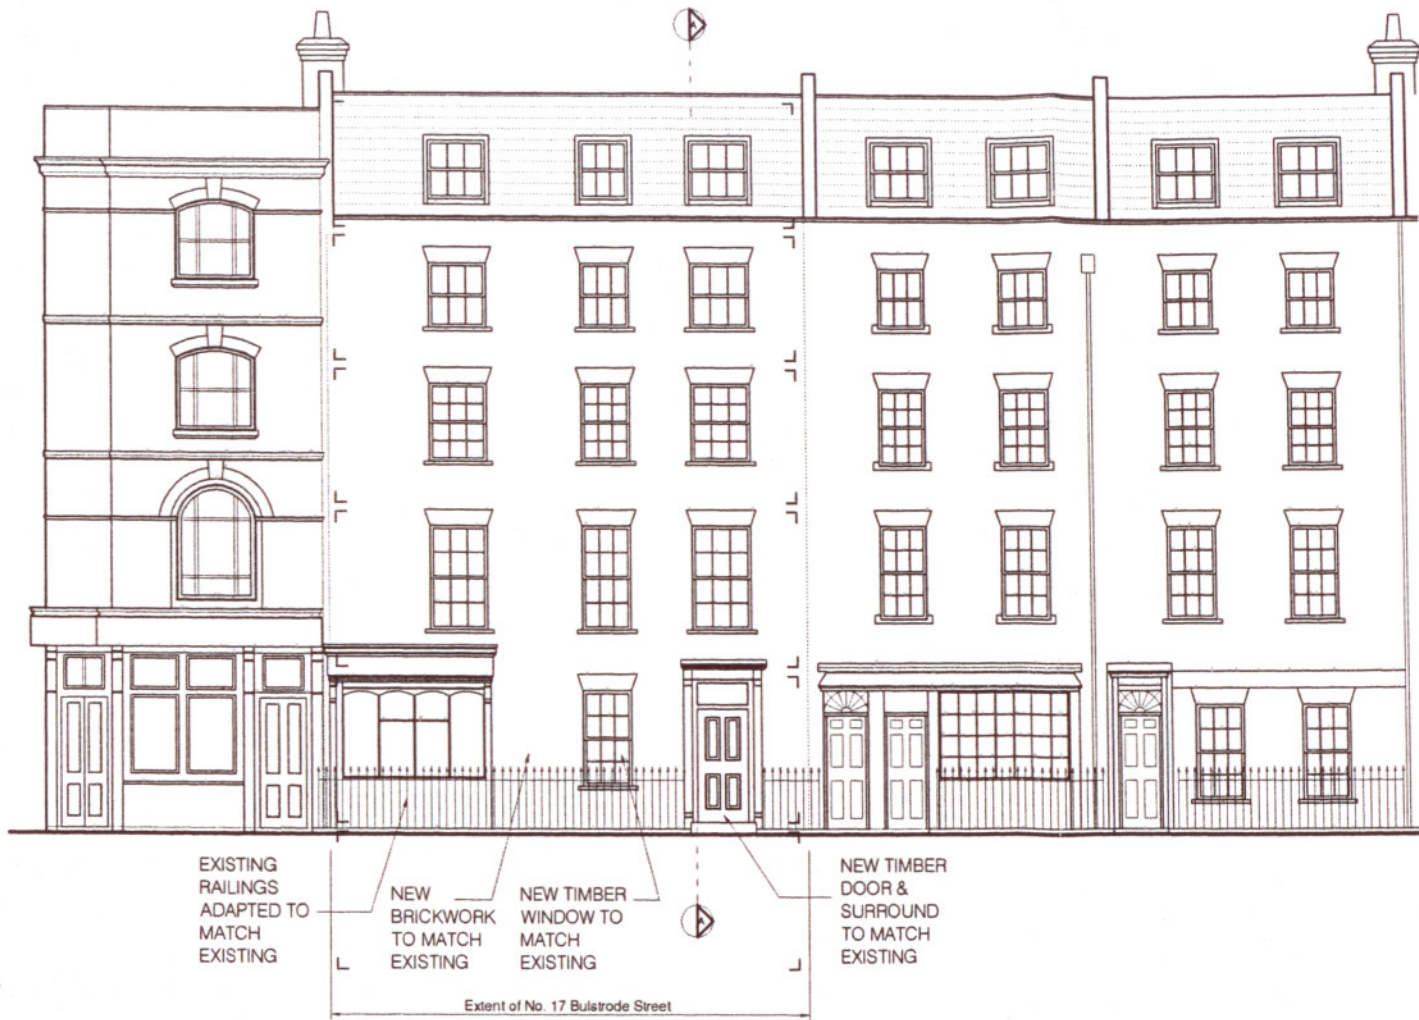 A
EXISTING
RAILINGS
ADAPTED TO
MATCH
EXISTING
NEW
BRICKWORK
TO MATCH
EXISTING
NEW TIMBER
WINDOW TO
MATCH
EXISTING
A
NEW TIMBER
DOOR &
SURROUND
TO MATCH
EXISTING
Extent of No. 17 Bulstrode Street